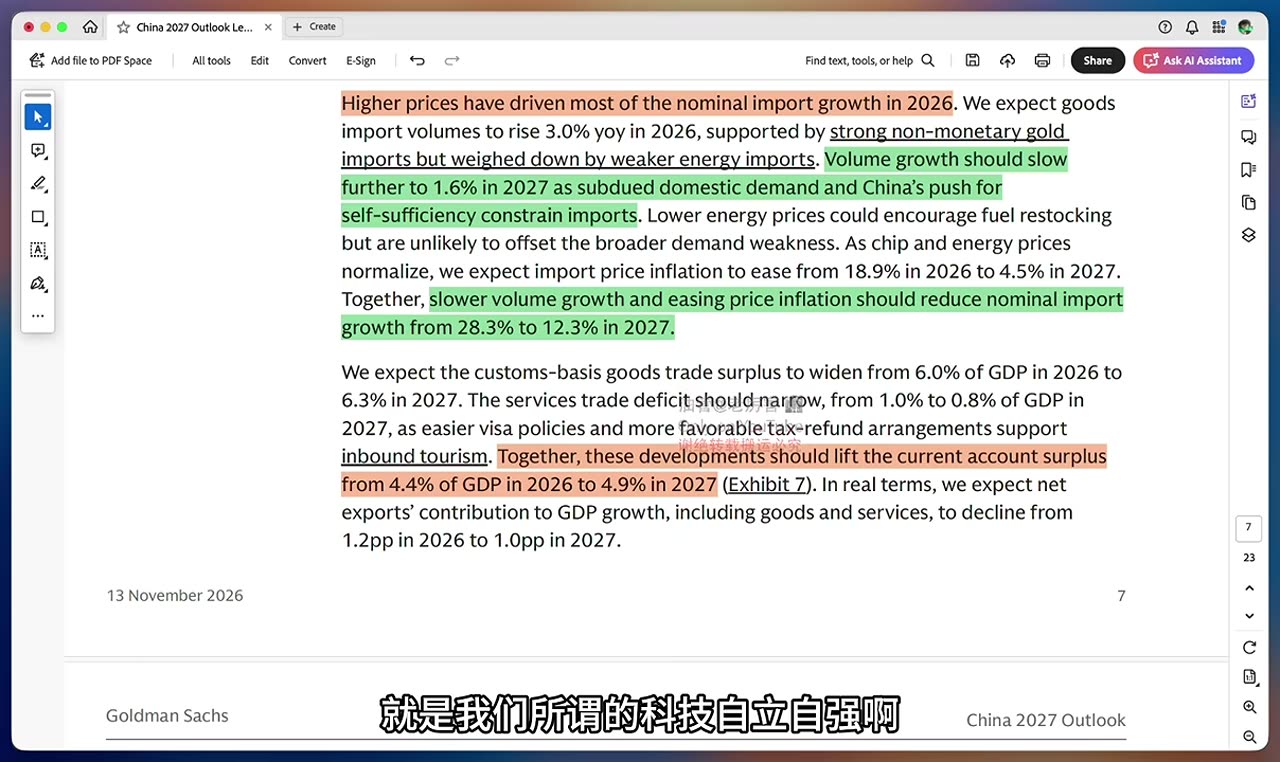 China 2027 Outlook Le...
Create
Add file to PDF Space
All tools
Edit
Convert
E-Sign
Find text, tools, or help
Share
Ask AI Assistant
Higher prices have driven most of the nominal import growth in 2026. We expect goods
import volumes to rise 3.0% yoy in 2026, supported by strong non-monetary gold
imports but weighed down by weaker energy imports. Volume growth should slow
further to 1.6% in 2027 as subdued domestic demand and China's push for
self-sufficiency constrain imports. Lower energy prices could encourage fuel restocking
but are unlikely to offset the broader demand weakness. As chip and energy prices
normalize, we expect import price inflation to ease from 18.9% in 2026 to 4.5% in 2027.
Together, slower volume growth and easing price inflation should reduce nominal import
growth from 28.3% to 12.3% in 2027.
We expect the customs-basis goods trade surplus to widen from 6.0% of GDP in 2026 to
6.3% in 2027. The services trade deficit should narrow, from 1.0% to 0.8% of GDP in
2027, as easier visa policies and more favorable tax-refund arrangements support
inbound tourism. Together, these developments should lift the current account surplus
from 4.4% of GDP in 2026 to 4.9% in 2027 (Exhibit 7). In real terms, we expect net
exports' contribution to GDP growth, including goods and services, to decline from
1.2pp in 2026 to 1.0pp in 2027.
谢绝转载搬运必究
7
23
13 November 2026
7
Goldman Sachs
China 2027 Outlook
就是我们所谓的科技自立自强啊